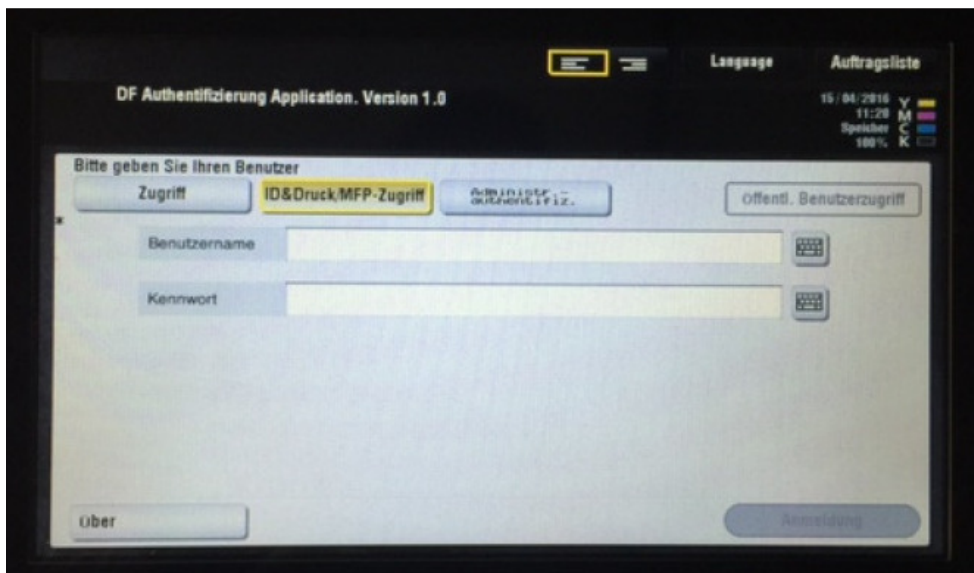 Language
Auftragsliste
DF Authentifizierung Application. Version 1.0
15/04/2016
11:20
Speicher
100%
Y
M
C
K
Bitte geben Sie Ihren Benutzer
Zugriff
ID&Druck/MFP-Zugriff
Administr.-
authentifiz.
Öffentl. Benutzerzugriff
*
Benutzername
Kennwort
Über
Anmeldung